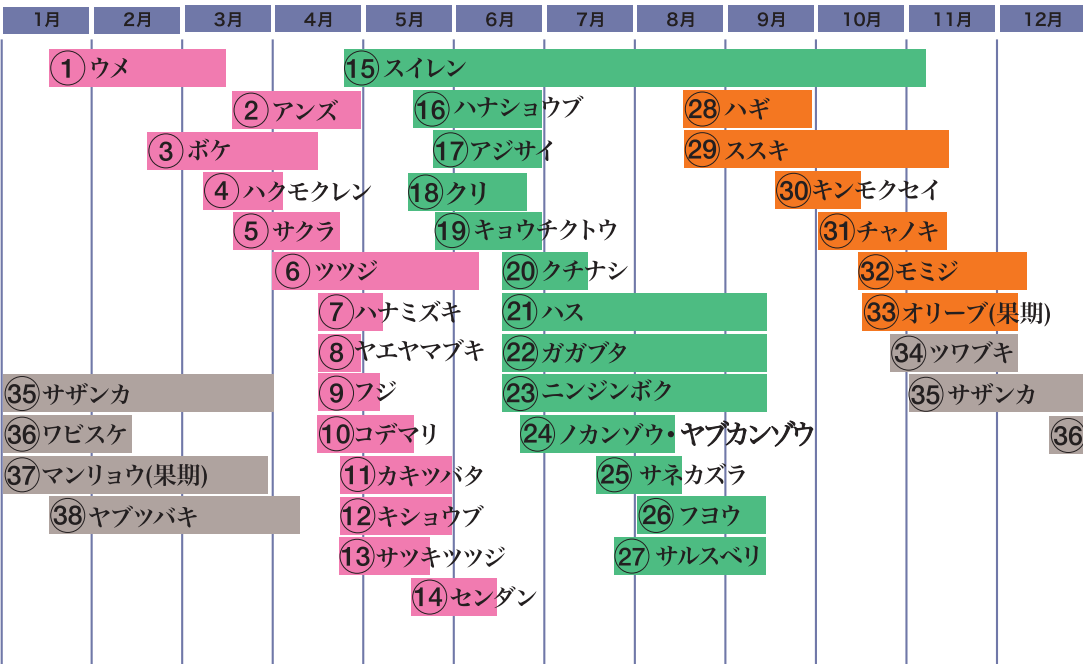 1月 2月 3月 4月 5月 6月 7月 8月 9月 10月 11月 12月
①ウメ ⑮スイレン
②アンズ ⑯ハナショウブ ㉘ハギ
③ボケ ⑰アジサイ ㉙ススキ
④ハクモクレン ⑱クリ ㉚キンモクセイ
⑤サクラ ⑲キョウチクトウ ㉛チャノキ
⑥ツツジ ⑳クチナシ ㉜モミジ
⑦ハナミズキ ㉑ハス ㉝オリーブ(果期)
⑧ヤエヤマブキ ㉒ガガブタ ㉞ツワブキ
㉟サザンカ ⑨フジ ㉓ニンジンボク ㉟サザンカ
㊱ワビスケ ⑩コデマリ ㉔ノカンゾウ・ヤブカンゾウ ㊱
㊲マンリョウ(果期) ⑪カキツバタ ㉕サネカズラ
㊳ヤブツバキ ⑫キショウブ ㉖フヨウ
⑬サツキツツジ ㉗サルスベリ
⑭センダン